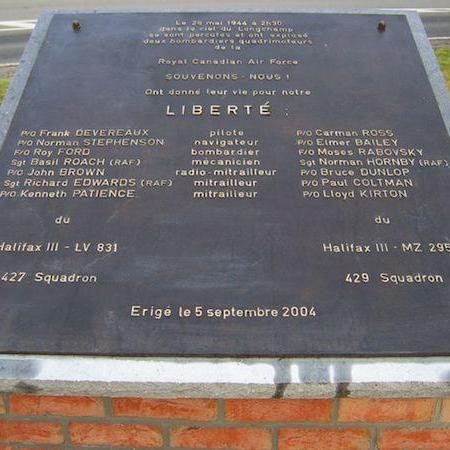 Le 28 mai 1944 à 2h30
dans le ciel du Longchamp
se sont percutés et ont explosé
deux bombardiers quadrimoteurs
de la
Royal Canadian Air Force
SOUVENONS - NOUS !
Ont donné leur vie pour notre
LIBERTÉ :
P/O Frank DEVEREAUX pilote P/O Carman ROSS
P/O Norman STEPHENSON navigateur P/O Elmer BAILEY
P/O Roy FORD bombardier P/O Moses RABOVSKY
Sgt Basil ROACH (RAF) mécanicien Sgt Norman HORNBY (RAF)
P/O John BROWN radio-mitrailleur P/O Bruce DUNLOP
Sgt Richard EDWARDS (RAF) mitrailleur P/O Paul COLTMAN
P/O Kenneth PATIENCE mitrailleur P/O Lloyd KIRTON
du du
Halifax III - LV 831 Halifax III - MZ 295
427 Squadron 429 Squadron
Erigé le 5 septembre 2004